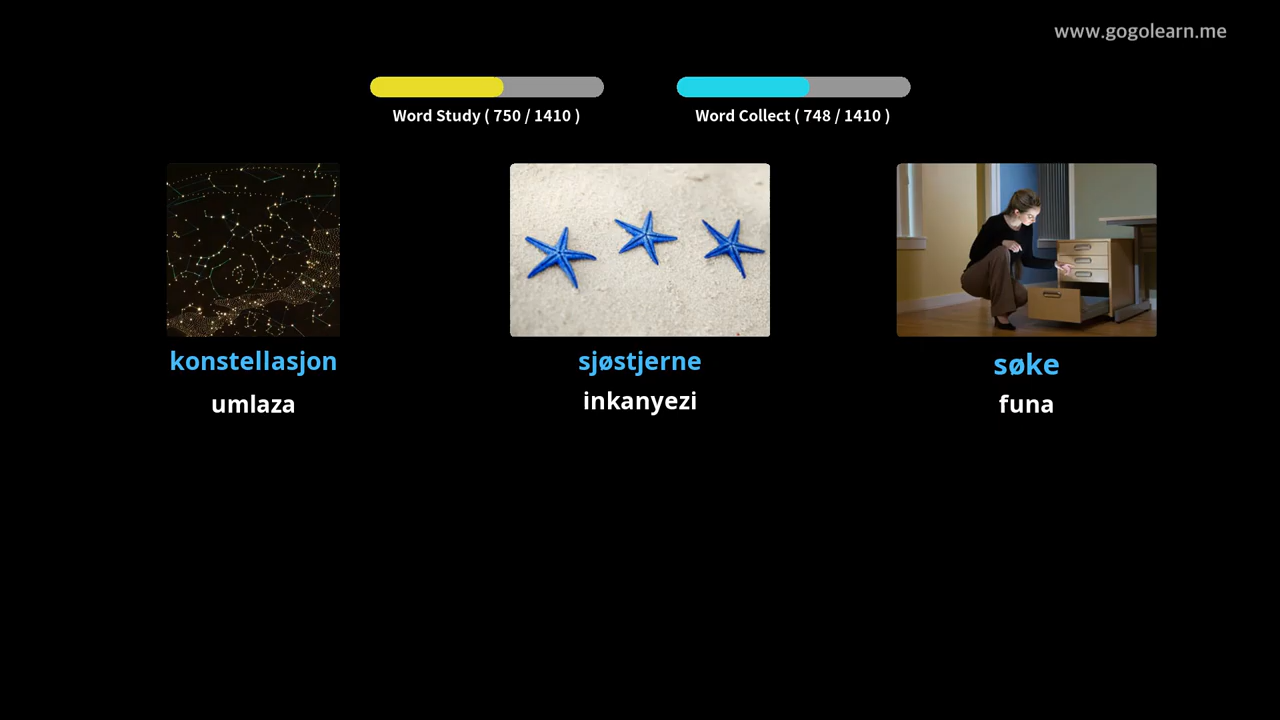 www.gogolearn.me
Word Study ( 750 / 1410 )
Word Collect ( 748 / 1410 )
konstellasjon
umlaza
sjøstjerne
inkanyezi
søke
funa